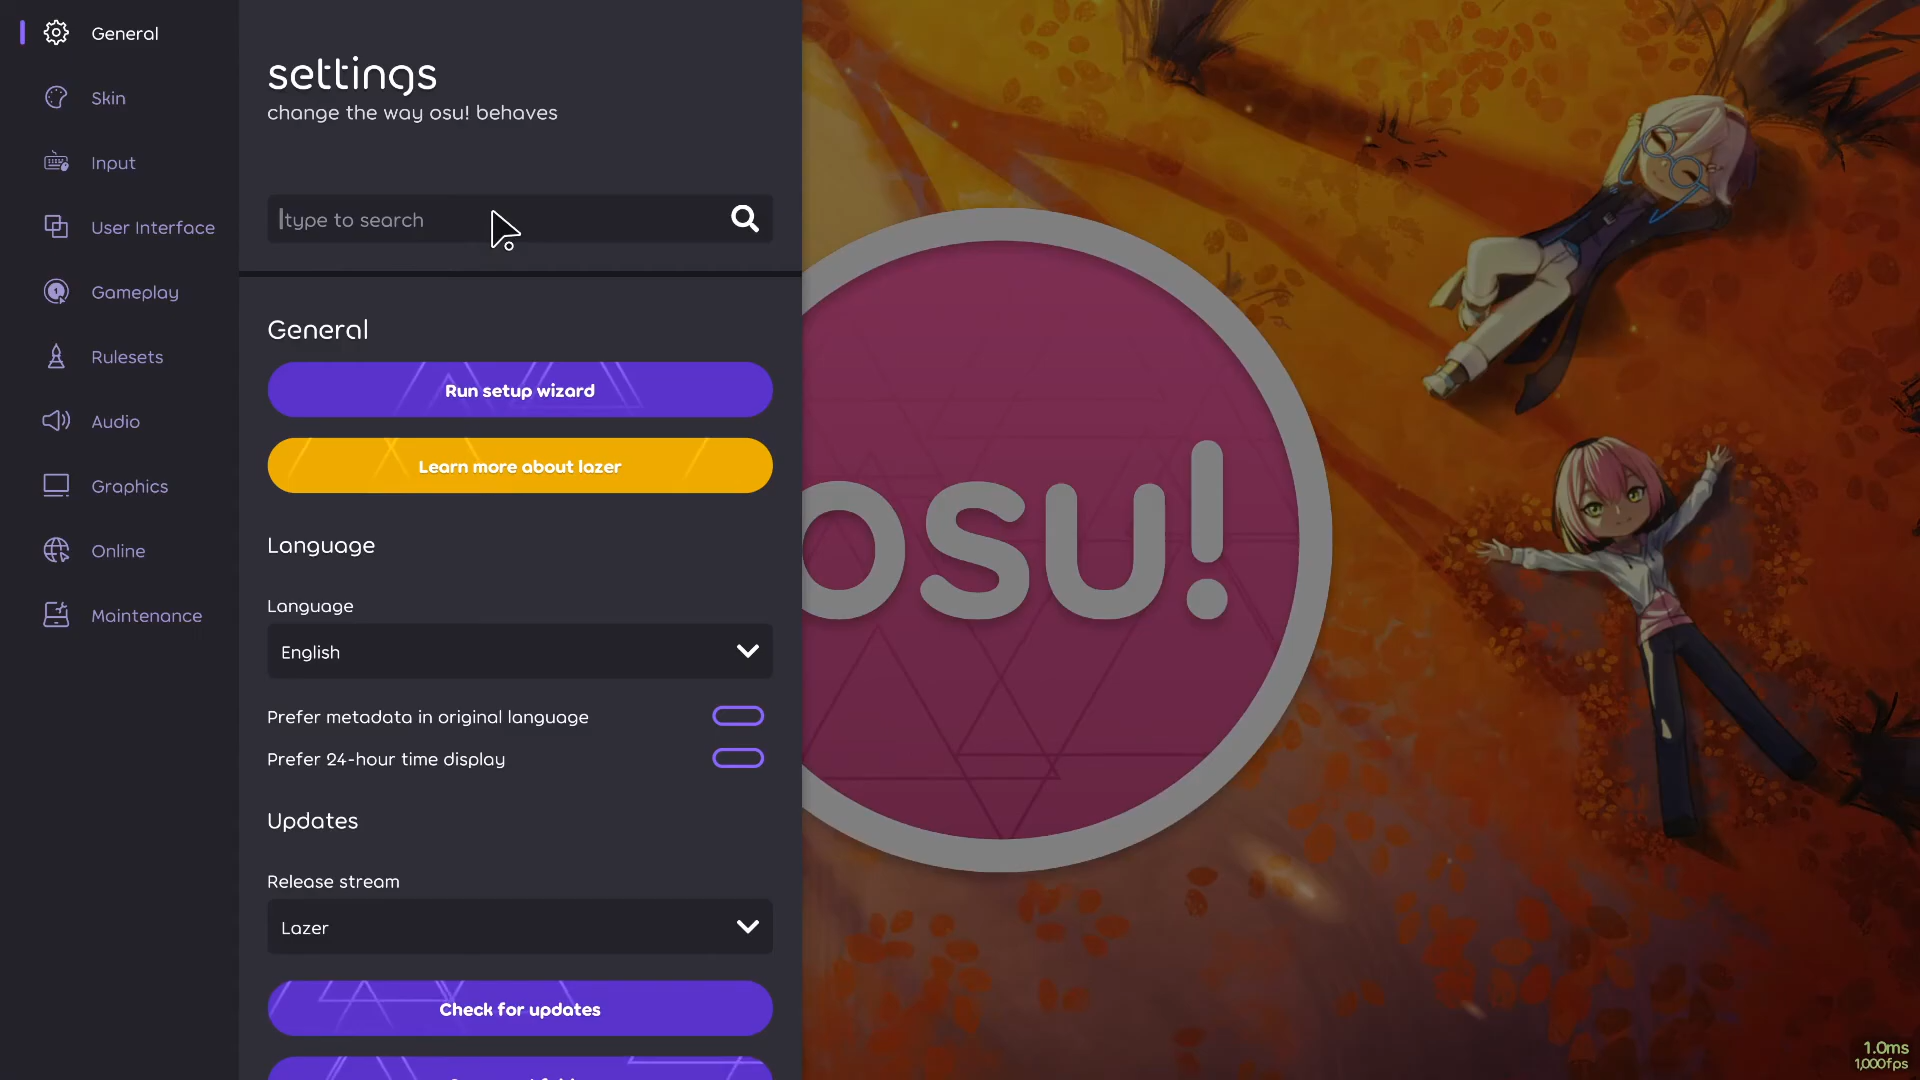 General
Skin
Input
User Interface
Gameplay
Rulesets
Audio
Graphics
Online
Maintenance
settings
change the way osu! behaves
type to search
General
Run setup wizard
Learn more about lazer
Language
Language
English
Prefer metadata in original language
Prefer 24-hour time display
Updates
Release stream
Lazer
Check for updates
osu!
1.0ms
1,000fps